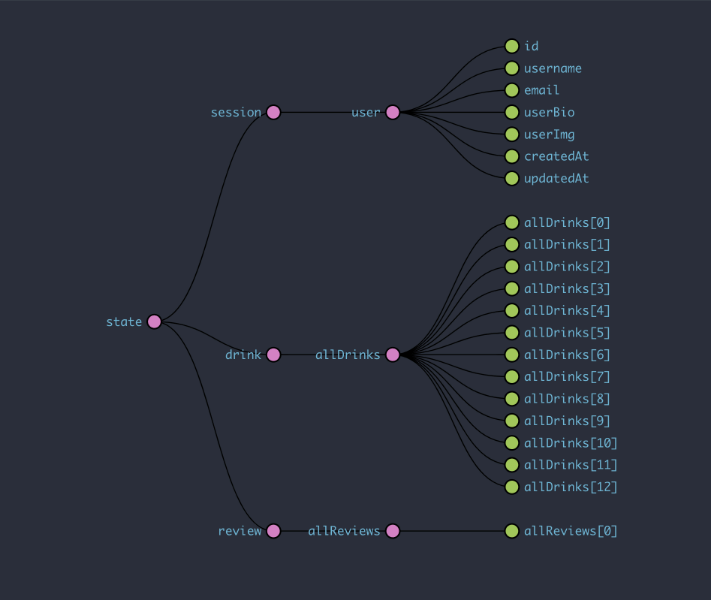 id
username
email
session user userBio
userImg
createdAt
updatedAt
allDrinks[0]
allDrinks[1]
allDrinks[2]
allDrinks[3]
allDrinks[4]
state
allDrinks[5]
drink allDrinks allDrinks[6]
allDrinks[7]
allDrinks[8]
allDrinks[9]
allDrinks[10]
allDrinks[11]
allDrinks[12]
review allReviews allReviews[0]